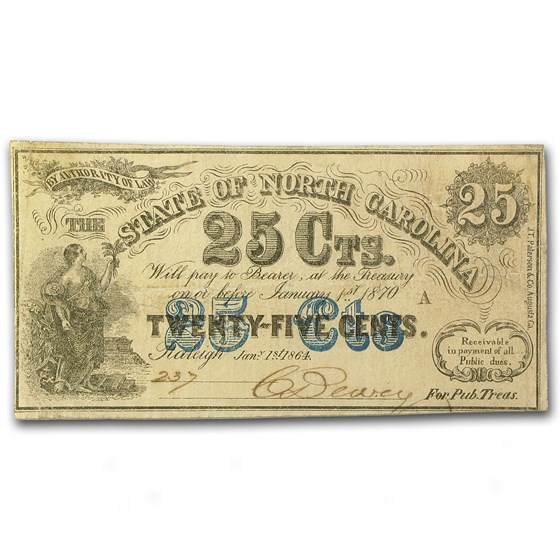 BY AUTHORITY OF LAW
THE STATE OF NORTH CAROLINA
25
25 CTS.
Will pay to Bearer, at the Treasury
on or before January 1st 1870
A
25 Cts
TWENTY-FIVE CENTS.
Raleigh Jany. 1st 1864.
Receivable
in payment of all
Public dues.
237
C Dewey
For Pub. Treas.
J.T. Paterson & Co. Augusta Ga.